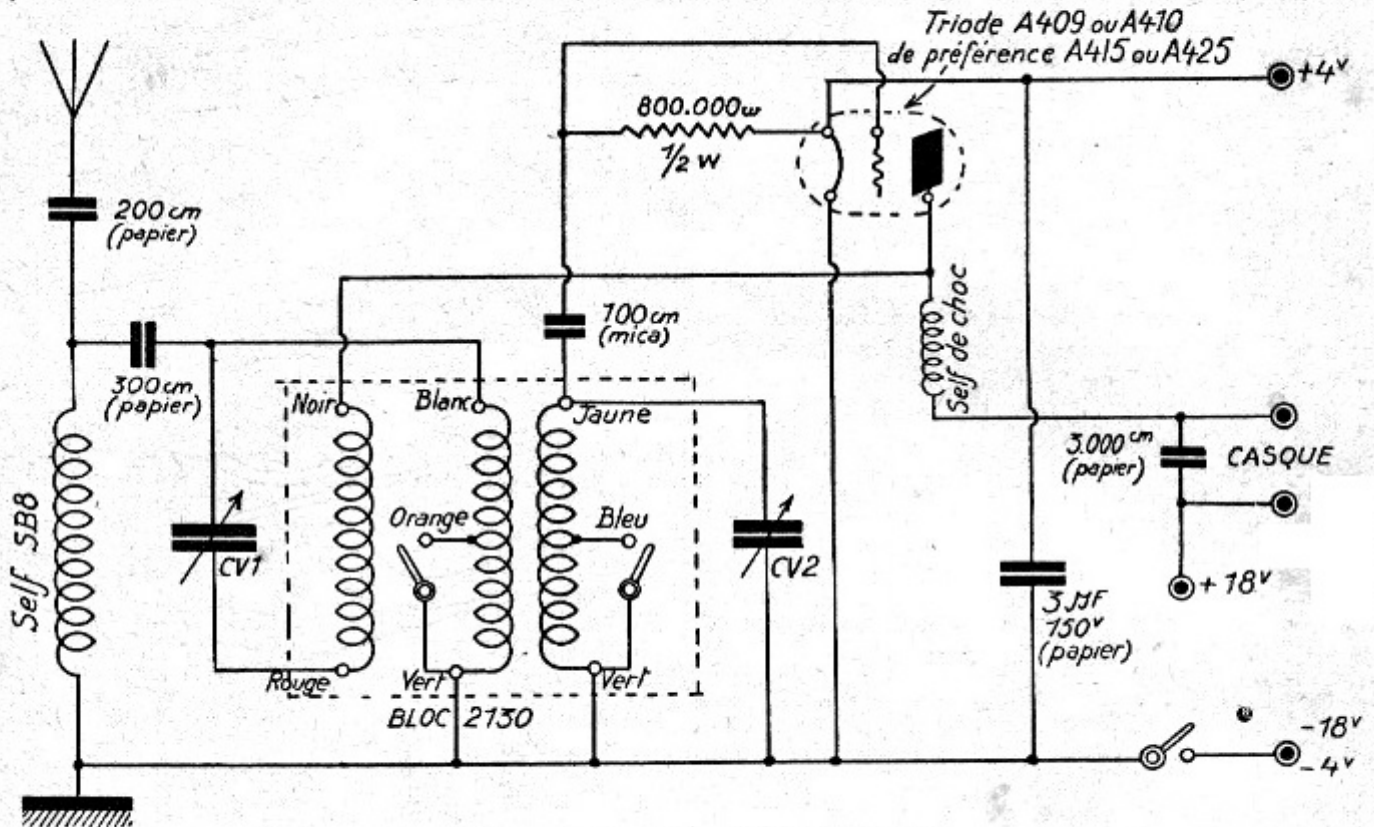 Triode A409 ou A410
de préférence A415 ou A425
+4v
800.000ω
1/2 W
200 cm
(papier)
100 cm
(mica)
Self de choc
300 cm
(papier)
Noir
Blanc
Jaune
3.000 cm
(papier)
CASQUE
Self SB8
CV1
Orange
Bleu
CV2
+ 18v
3 MF
150v
(papier)
Rouge
Vert
Vert
BLOC 2130
-18v
-4v